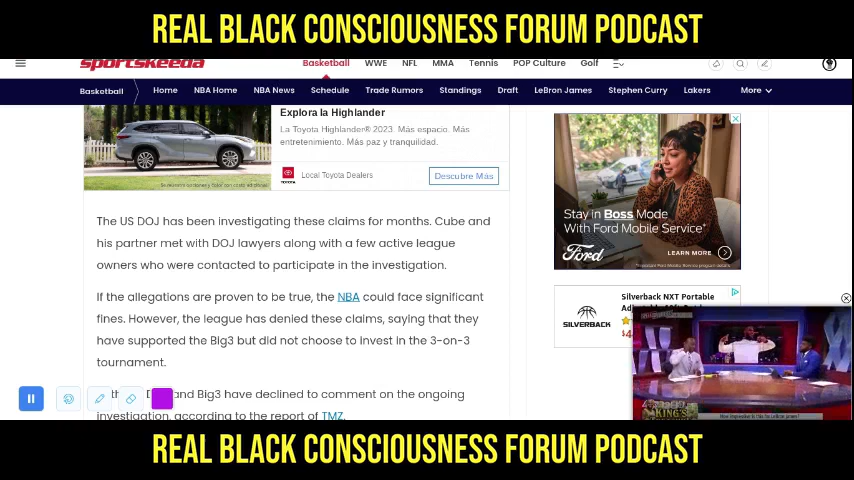 REAL BLACK CONSCIOUSNESS FORUM PODCAST
sportskeeda
Basketball WWE NFL MMA Tennis POP Culture Golf
Basketball Home NBA Home NBA News Schedule Trade Rumors Standings Draft LeBron James Stephen Curry Lakers More
Explora la Highlander
La Toyota Highlander® 2023 Más espacio. Más
entretenimiento. Más paz y tranquilidad.
TOYOTA
Local Toyota Dealers
Descubre Más
The US DOJ has been investigating these claims for months. Cube and
his partner met with DOJ lawyers along with a few active league
owners who were contacted to participate in the investigation.
If the allegations are proven to be true, the NBA could face significant
fines. However, the league has denied these claims, saying that they
have supported the Big3 but did not choose to invest in the 3-on-3
tournament.
and Big3 have declined to comment on the ongoing
investigation, according to the report of TMZ.
Stay in Boss Mode
With Ford Mobile Service*
Ford
LEARN MORE
Silverback NXT Portable
SILVERBACK
KING'S
REAL BLACK CONSCIOUSNESS FORUM PODCAST